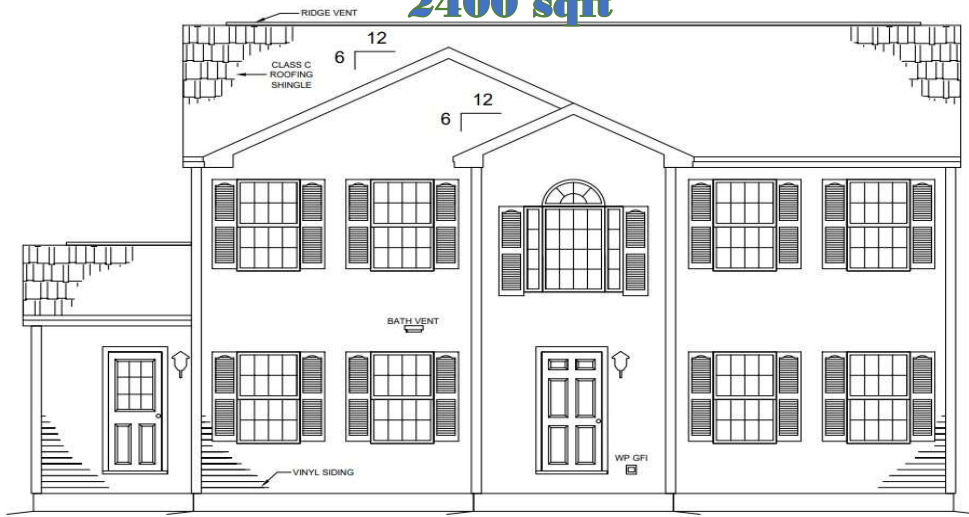 2400 sqft
RIDGE VENT
12
6
CLASS C
ROOFING
SHINGLE
12
6
BATH VENT
WP GFI
VINYL SIDING